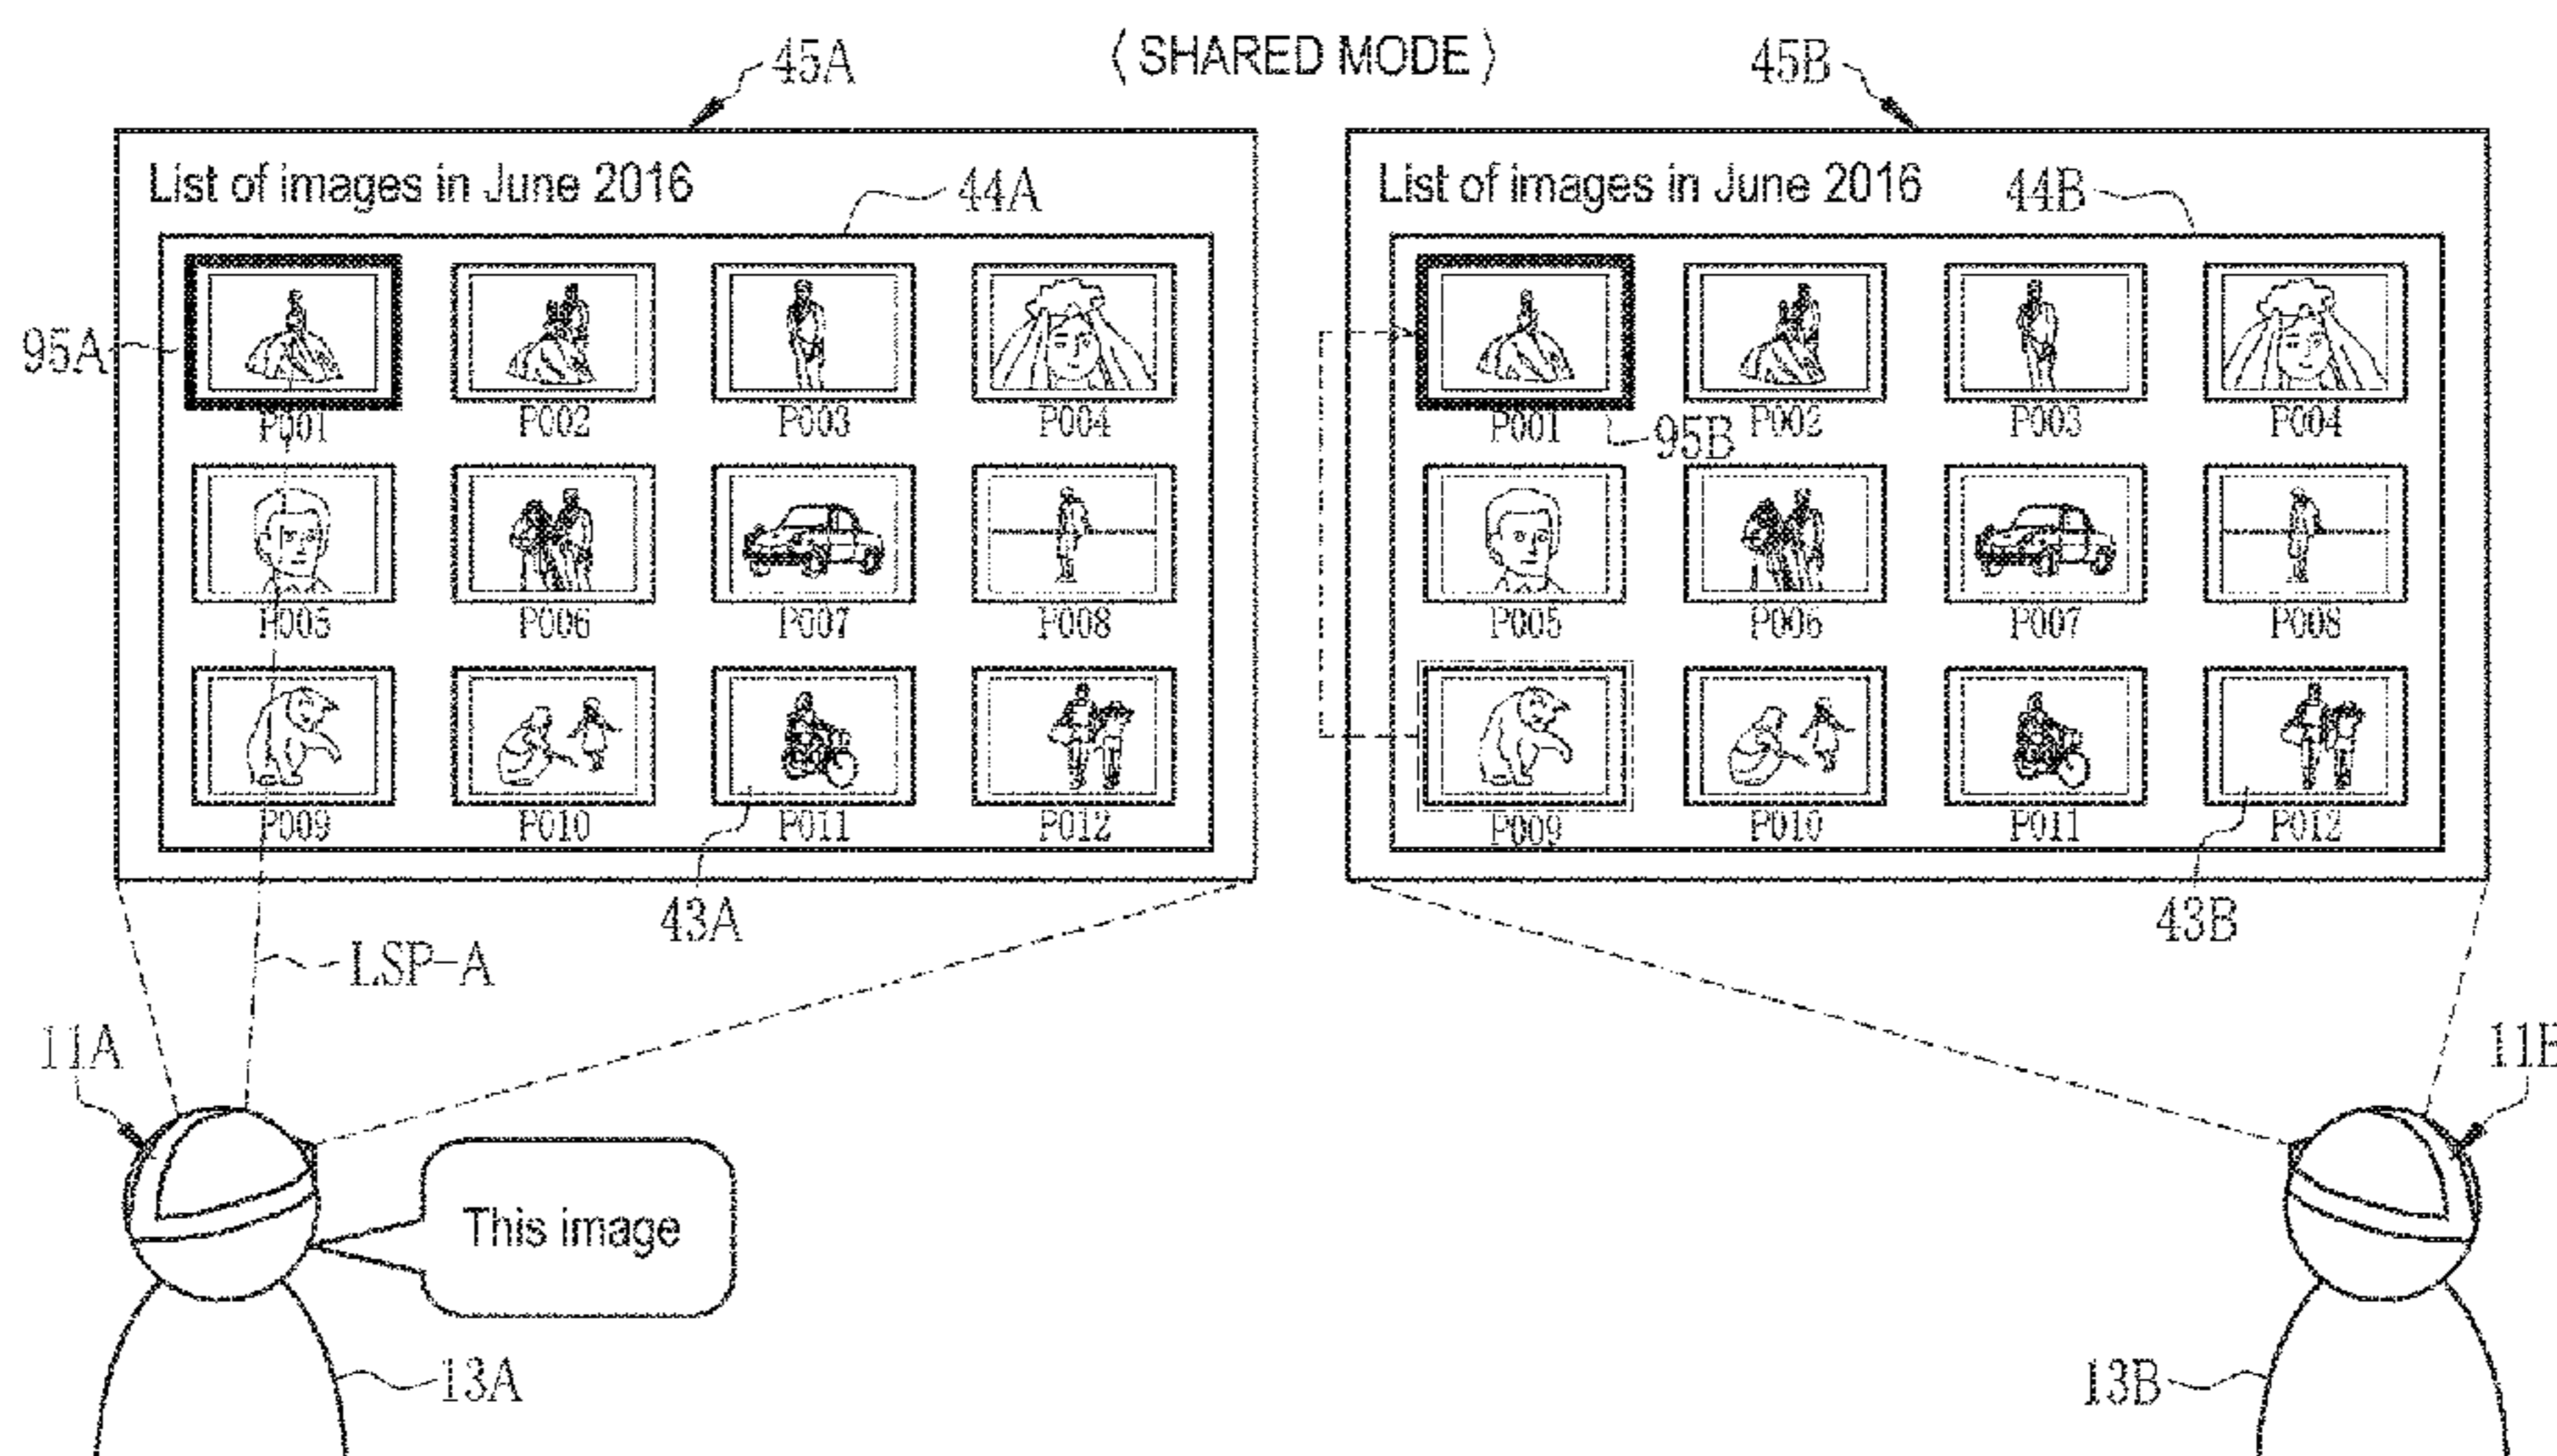 〈 SHARED MODE 〉
45A
45B
List of images in June 2016
44A
95A
P001
P002
P003
P004
P005
P006
P007
P008
P009
P010
P011
P012
43A
List of images in June 2016
44B
P001
95B
P002
P003
P004
P005
P006
P007
P008
P009
P010
P011
P012
43B
LSP-A
11A
11B
This image
13A
13B